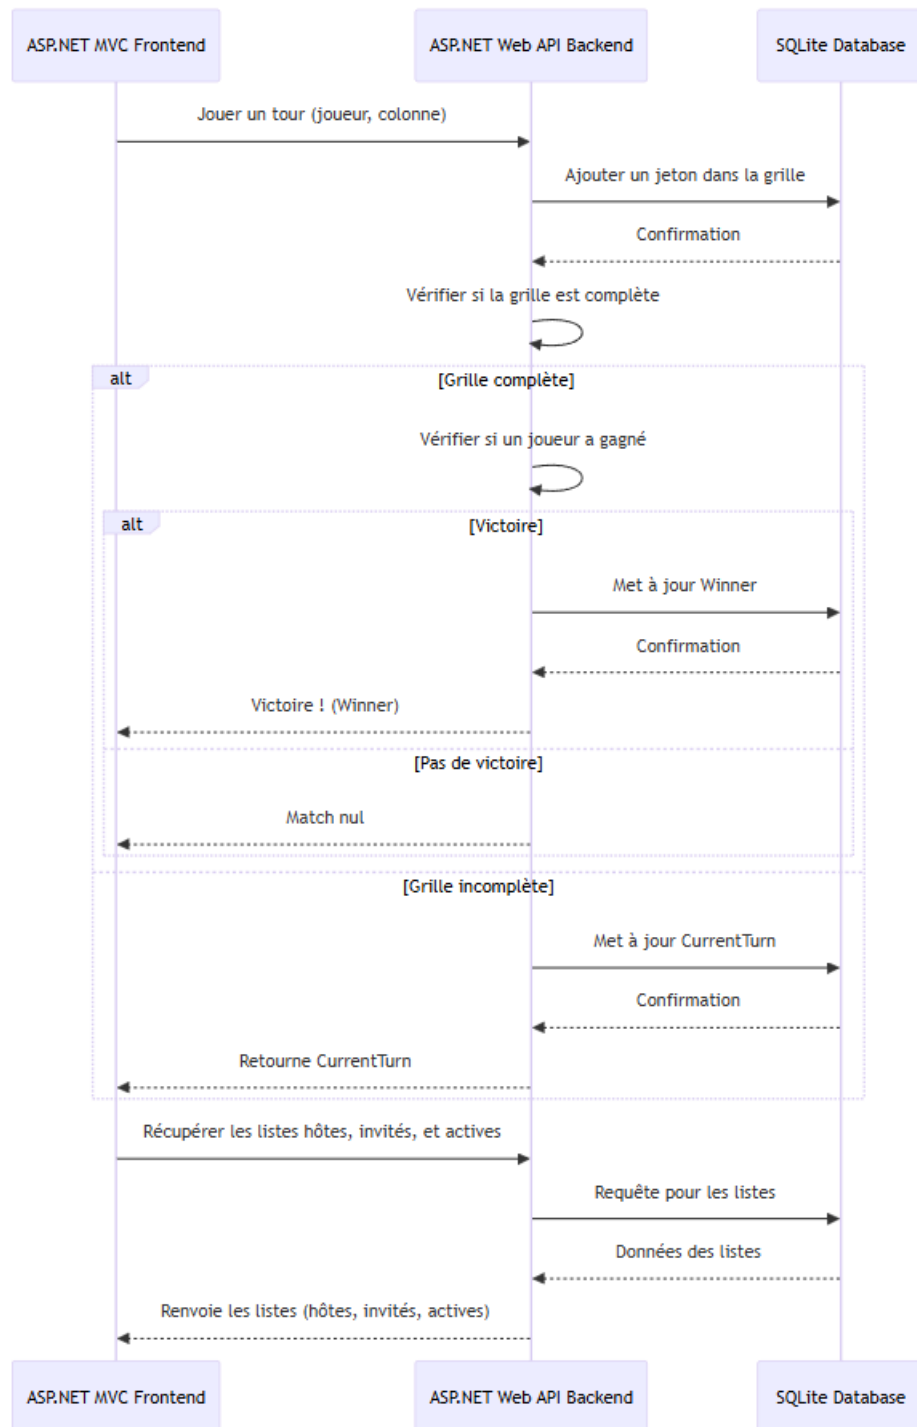 ASP.NET MVC Frontend
ASP.NET Web API Backend
SQLite Database
Jouer un tour (joueur, colonne)
Ajouter un jeton dans la grille
Confirmation
Vérifier si la grille est complète
alt
[Grille complète]
Vérifier si un joueur a gagné
alt
[Victoire]
Met à jour Winner
Confirmation
Victoire ! (Winner)
[Pas de victoire]
Match nul
[Grille incomplète]
Met à jour CurrentTurn
Confirmation
Retourne CurrentTurn
Récupérer les listes hôtes, invités, et actives
Requête pour les listes
Données des listes
Renvoie les listes (hôtes, invités, actives)
ASP.NET MVC Frontend
ASP.NET Web API Backend
SQLite Database